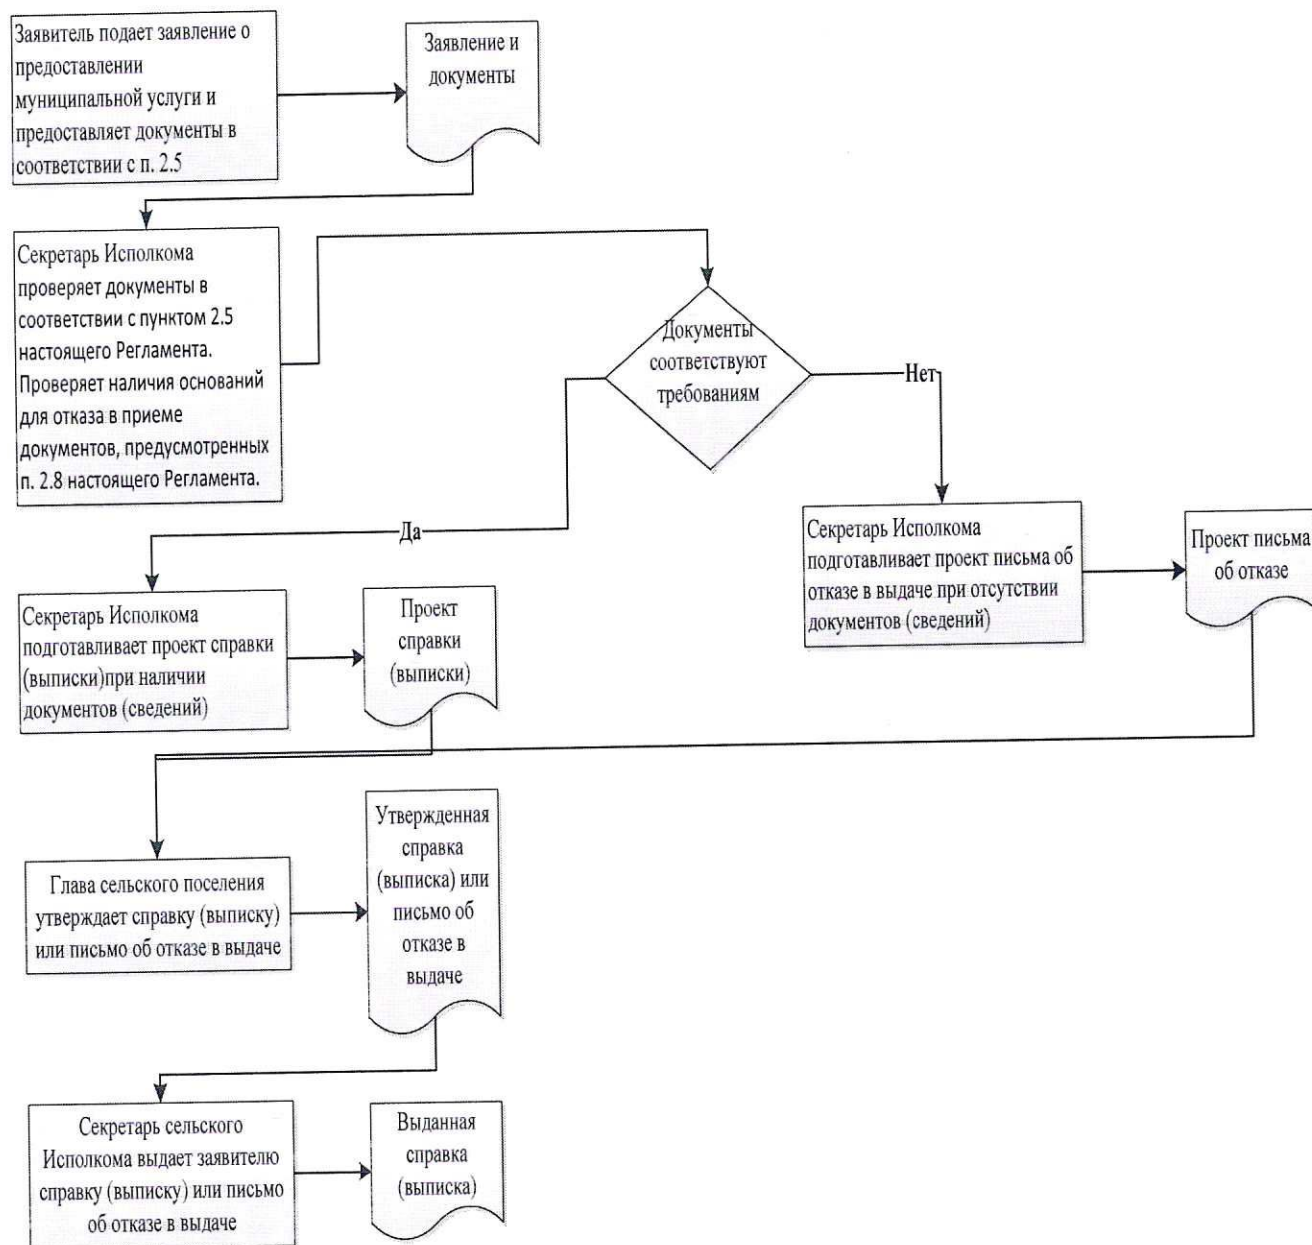 Заявитель подает заявление о
предоставлении
муниципальной услуги и
предоставляет документы в
соответствии с п. 2.5
Заявление и
документы
Секретарь Исполкома
проверяет документы в
соответствии с пунктом 2.5
настоящего Регламента.
Проверяет наличия оснований
для отказа в приеме
документов, предусмотренных
п. 2.8 настоящего Регламента.
Документы
соответствуют
требованиям
Нет
Да
Секретарь Исполкома
подготавливает проект письма об
отказе в выдаче при отсутствии
документов (сведений)
Проект письма
об отказе
Секретарь Исполкома
подготавливает проект справки
(выписки)при наличии
документов (сведений)
Проект
справки
(выписки)
Глава сельского поселения
утверждает справку (выписку)
или письмо об отказе в выдаче
Утвержденная
справка
(выписка) или
письмо об
отказе в
выдаче
Секретарь сельского
Исполкома выдает заявителю
справку (выписку) или письмо
об отказе в выдаче
Выданная
справка
(выписка)